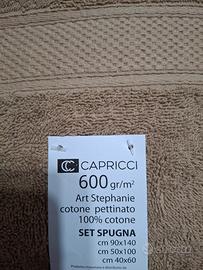 CC CAPRICCI
600 gr/m²
Art Stephanie
cotone pettinato
100% cotone
SET SPUGNA
cm 90x140
cm 50x100
cm 40x60